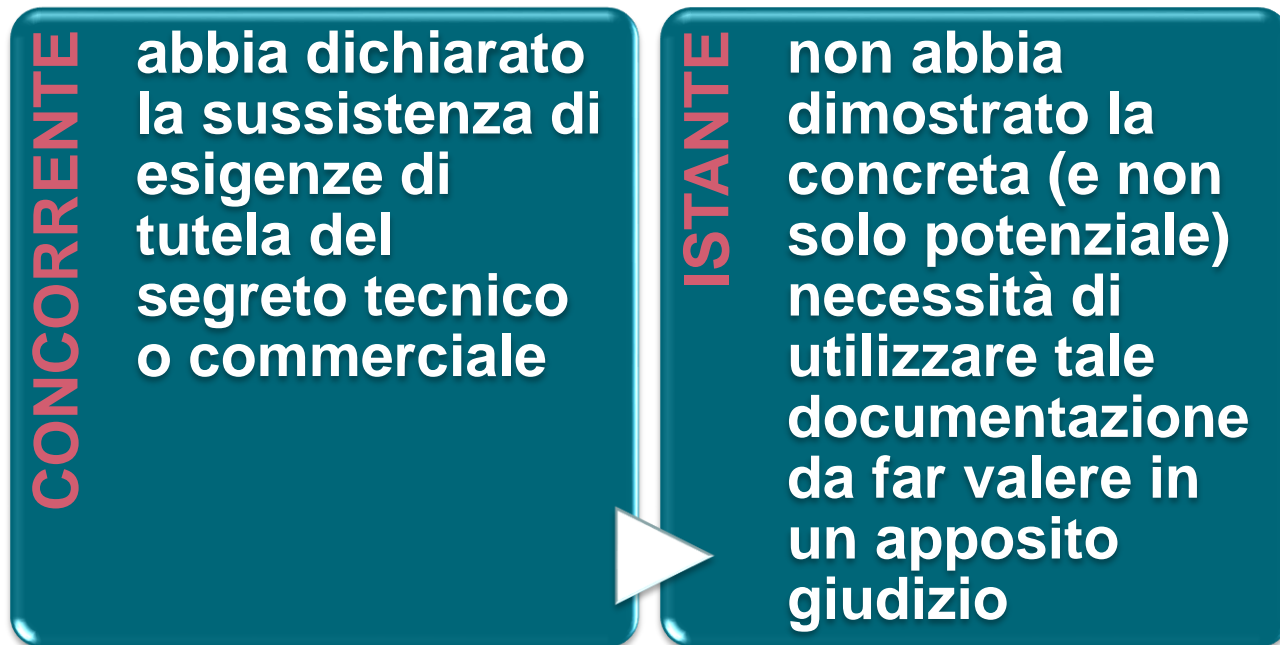 CONCORRENTE
abbia dichiarato
la sussistenza di
esigenze di
tutela del
segreto tecnico
o commerciale
ISTANTE
non abbia
dimostrato la
concreta (e non
solo potenziale)
necessità di
utilizzare tale
documentazione
da far valere in
un apposito
giudizio